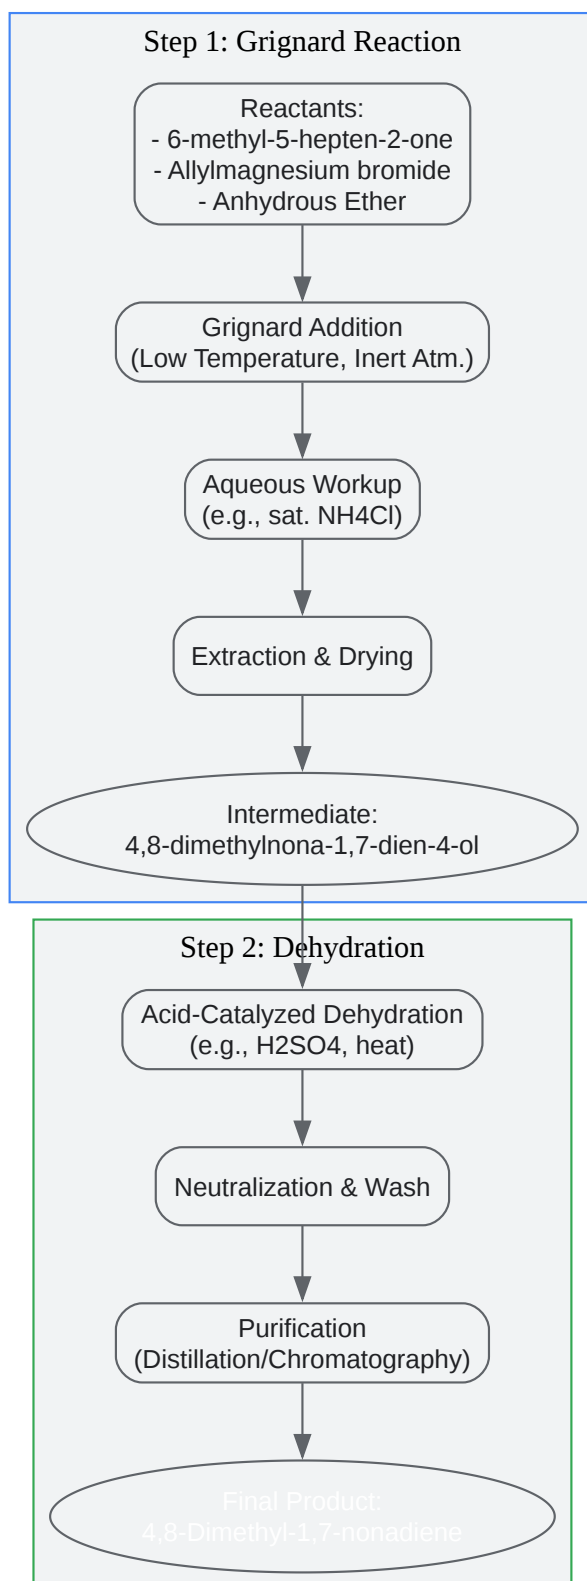 Step 1: Grignard Reaction
Reactants:
- 6-methyl-5-hepten-2-one
- Allylmagnesium bromide
- Anhydrous Ether
Grignard Addition
(Low Temperature, Inert Atm.)
Aqueous Workup
(e.g., sat. NH4Cl)
Extraction & Drying
Intermediate:
4,8-dimethylnona-1,7-dien-4-ol
Step 2: Dehydration
Acid-Catalyzed Dehydration
(e.g., H2SO4, heat)
Neutralization & Wash
Purification
(Distillation/Chromatography)
Final Product:
4,8-Dimethyl-1,7-nonadiene